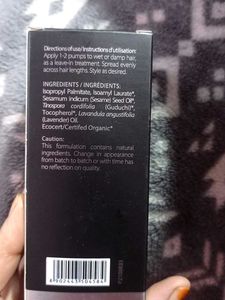 Directions of use/Instructions d'utilisation:
Apply 1-2 pumps to wet or damp hair,
as a leave-in treatment. Spread evenly
across hair lengths. Style as desired.
INGREDIENTS / INGRÉDIENTS:
Isopropyl Palmitate, Isoamyl Laurate*,
Sesamum indicum (Sesame) Seed Oil*,
Tinospora cordifolia (Guduchi)*,
Tocopherol*, Lavandula angustifolia
(Lavender) Oil.
Ecocert/Certifed Organic*
Caution:
This formulation contains natural
ingredients. Change in appearance
from batch to batch or with time has
no reflection on quality.
8902443504584